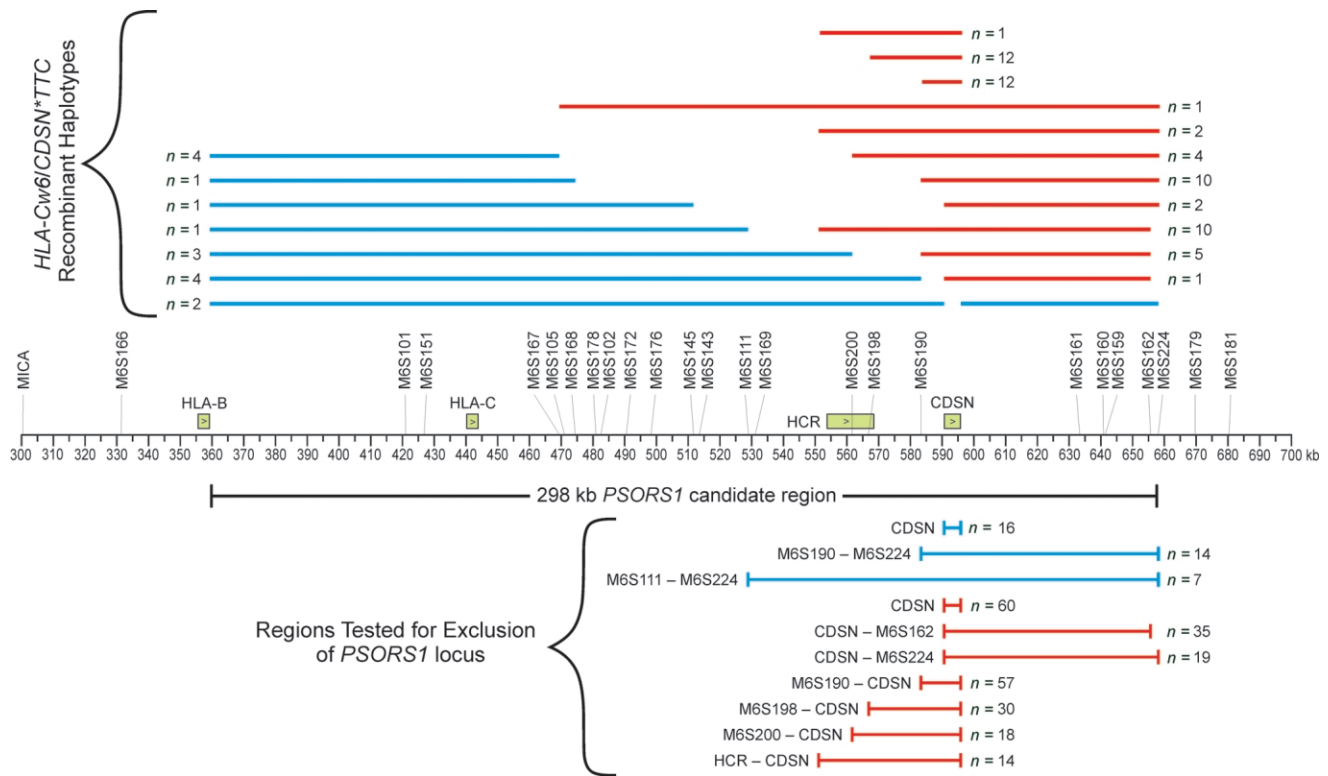 HLA-Cw6/CDSN*TTC
Recombinant Haplotypes
n = 1
n = 12
n = 12
n = 1
n = 2
n = 4 n = 4
n = 1 n = 10
n = 1 n = 2
n = 1 n = 10
n = 3 n = 5
n = 4 n = 1
n = 2
MICA
M6S166
M6S101
M6S151
M6S167
M6S105
M6S168
M6S178
M6S102
M6S172
M6S176
M6S145
M6S143
M6S111
M6S169
M6S200
M6S198
M6S190
M6S161
M6S160
M6S159
M6S162
M6S224
M6S179
M6S181
HLA-B HLA-C HCR CDSN
> > > >
300 310 320 330 340 350 360 370 380 390 400 410 420 430 440 450 460 470 480 490 500 510 520 530 540 550 560 570 580 590 600 610 620 630 640 650 660 670 680 690 700 kb
298 kb PSORS1 candidate region
Regions Tested for Exclusion
of PSORS1 locus
CDSN n = 16
M6S190 – M6S224 n = 14
M6S111 – M6S224 n = 7
CDSN n = 60
CDSN – M6S162 n = 35
CDSN – M6S224 n = 19
M6S190 – CDSN n = 57
M6S198 – CDSN n = 30
M6S200 – CDSN n = 18
HCR – CDSN n = 14